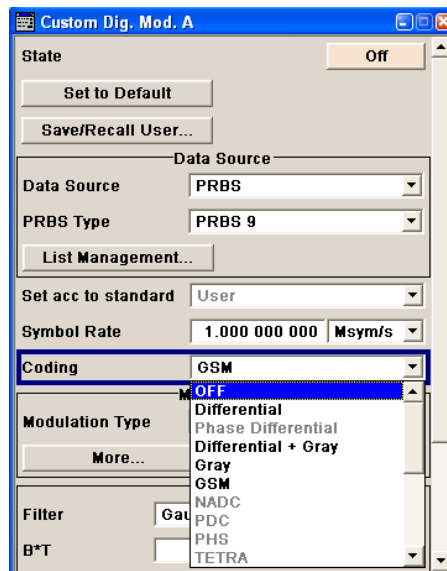 Custom Dig. Mod. A
State Off
Set to Default
Save/Recall User...
Data Source
Data Source PRBS
PRBS Type PRBS 9
List Management...
Set acc to standard User
Symbol Rate 1.000 000 000 Msym/s
Coding GSM
M
OFF
Differential
Phase Differential
Differential + Gray
Gray
GSM
NADC
PDC
PHS
TETRA
Modulation Type
More...
Filter Gau
B*T